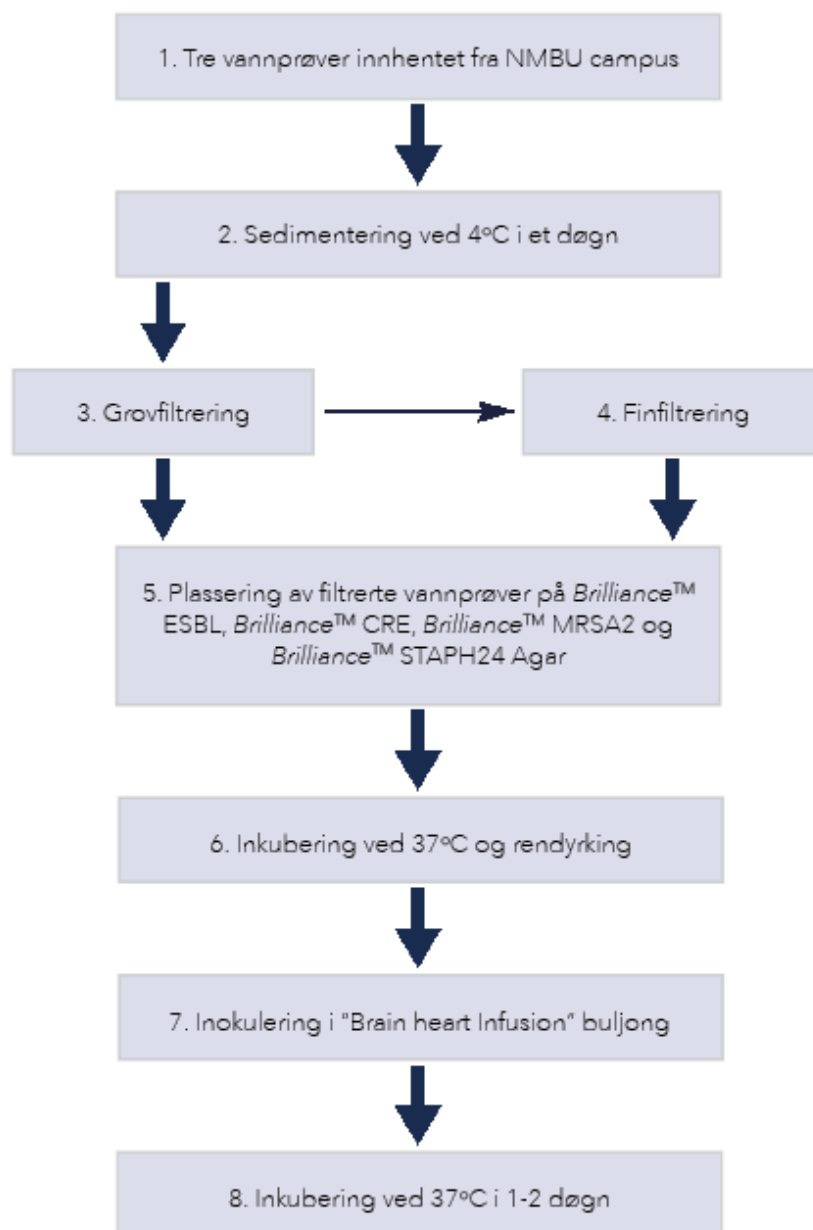 1. Tre vannprøver innhentet fra NMBU campus
2. Sedimentering ved 4ºC i et døgn
3. Grovfiltrering
4. Finfiltrering
5. Plassering av filtrerte vannprøver på Brilliance™
ESBL, Brilliance™ CRE, Brilliance™ MRSA2 og
Brilliance™ STAPH24 Agar
6. Inkubering ved 37ºC og rendyrking
7. Inokulering i "Brain heart Infusion" buljong
8. Inkubering ved 37ºC i 1-2 døgn